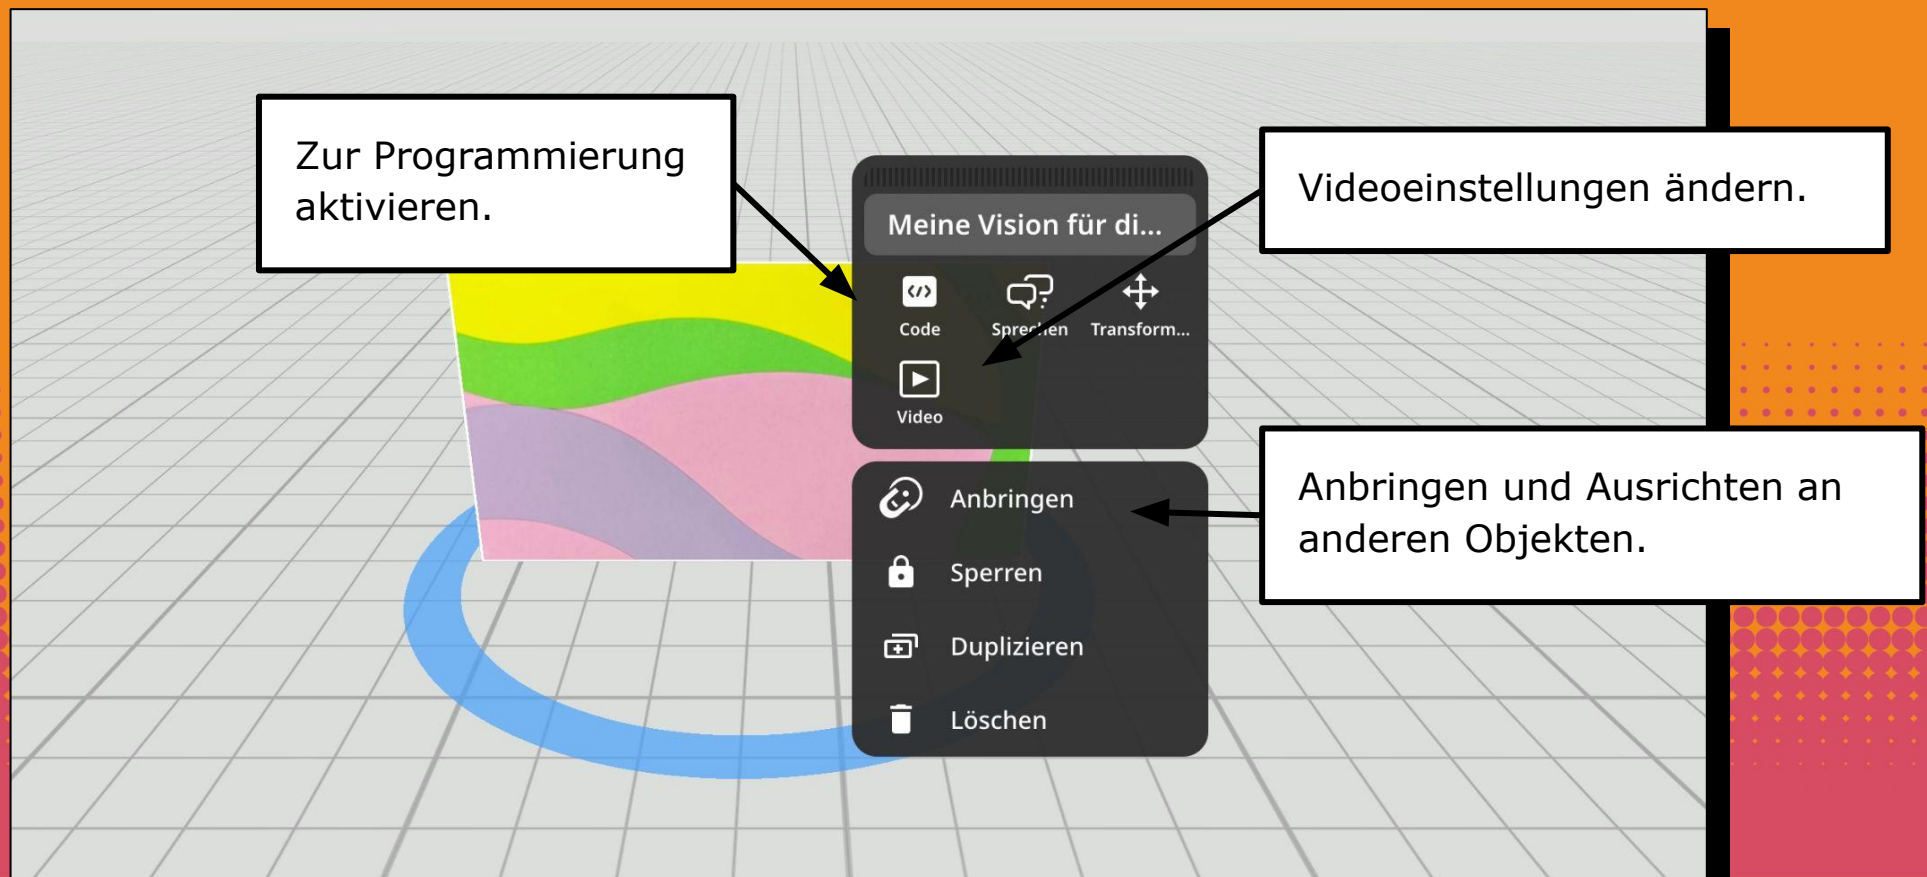 Zur Programmierung
aktivieren.
Videoeinstellungen ändern.
Meine Vision für di...
Code
Sprechen
Transform...
Video
Anbringen
Sperren
Duplizieren
Löschen
Anbringen und Ausrichten an
anderen Objekten.